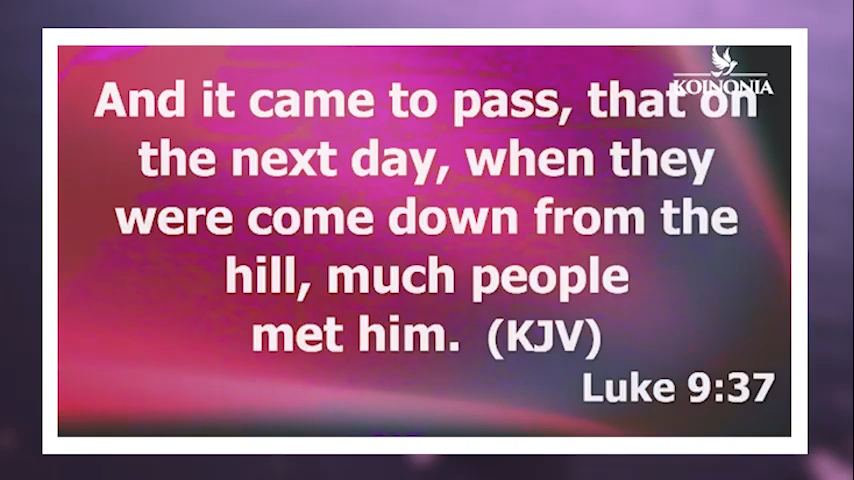 KOINONIA
And it came to pass, that on
the next day, when they
were come down from the
hill, much people
met him. (KJV)
Luke 9:37